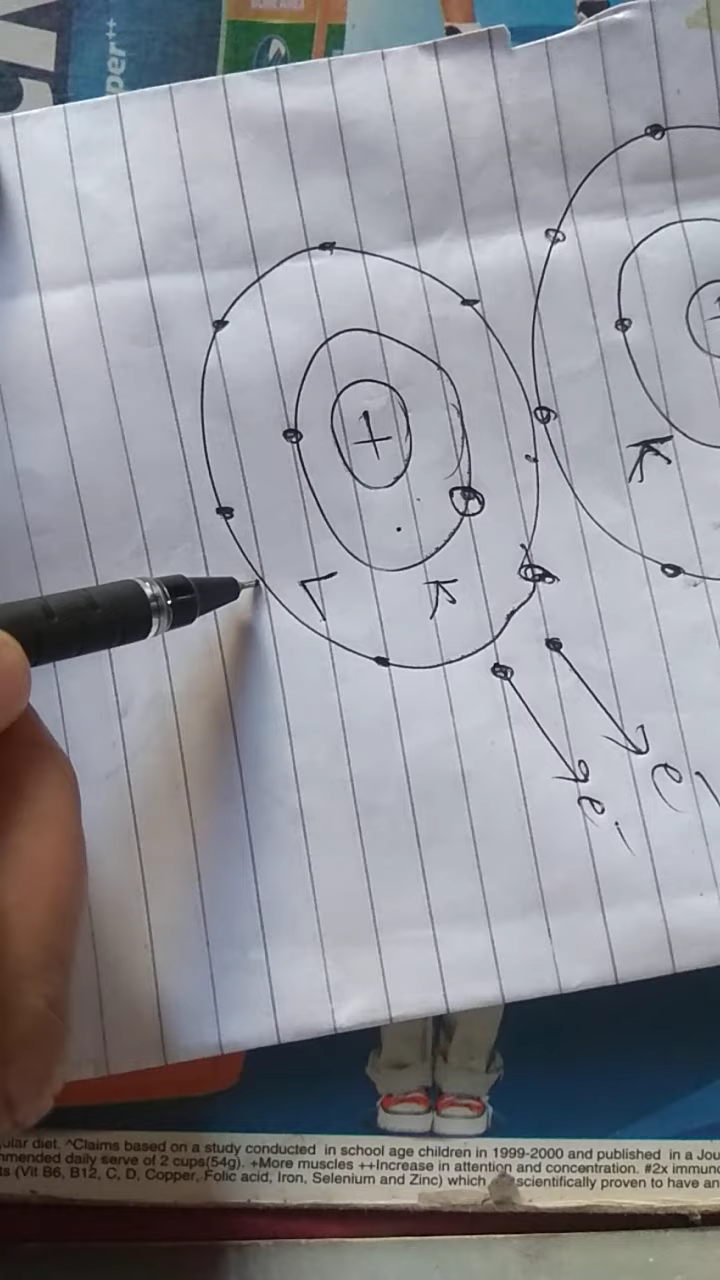 per++
+
K
L
K
e
e-
ular diet. ^Claims based on a study conducted in school age children in 1999-2000 and published in a Jou
mmended daily serve of 2 cups(54g). +More muscles ++Increase in attention and concentration. #2x immun
ts (Vit B6, B12, C, D, Copper, Folic acid, Iron, Selenium and Zinc) which scientifically proven to have an